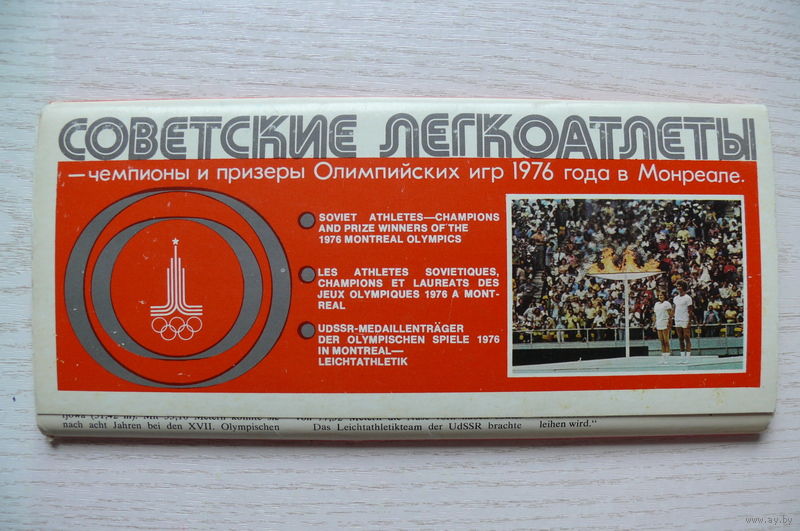 СОВЕТСКИЕ ЛЕГКОАТЛЕТЫ
—чемпионы и призеры Олимпийских игр 1976 года в Монреале.
SOVIET ATHLETES—CHAMPIONS
AND PRIZE WINNERS OF THE
1976 MONTREAL OLYMPICS
LES ATHLETES SOVIETIQUES,
CHAMPIONS ET LAUREATS DES
JEUX OLYMPIQUES 1976 A MONT-
REAL
UDSSR-MEDAILLENTRÄGER
DER OLYMPISCHEN SPIELE 1976
IN MONTREAL—
LEICHTATHLETIK
nach acht Jahren bei den XVII. Olympischen
Das Leichtathletikteam der UdSSR brachte
leihen wird."
www.ay.by